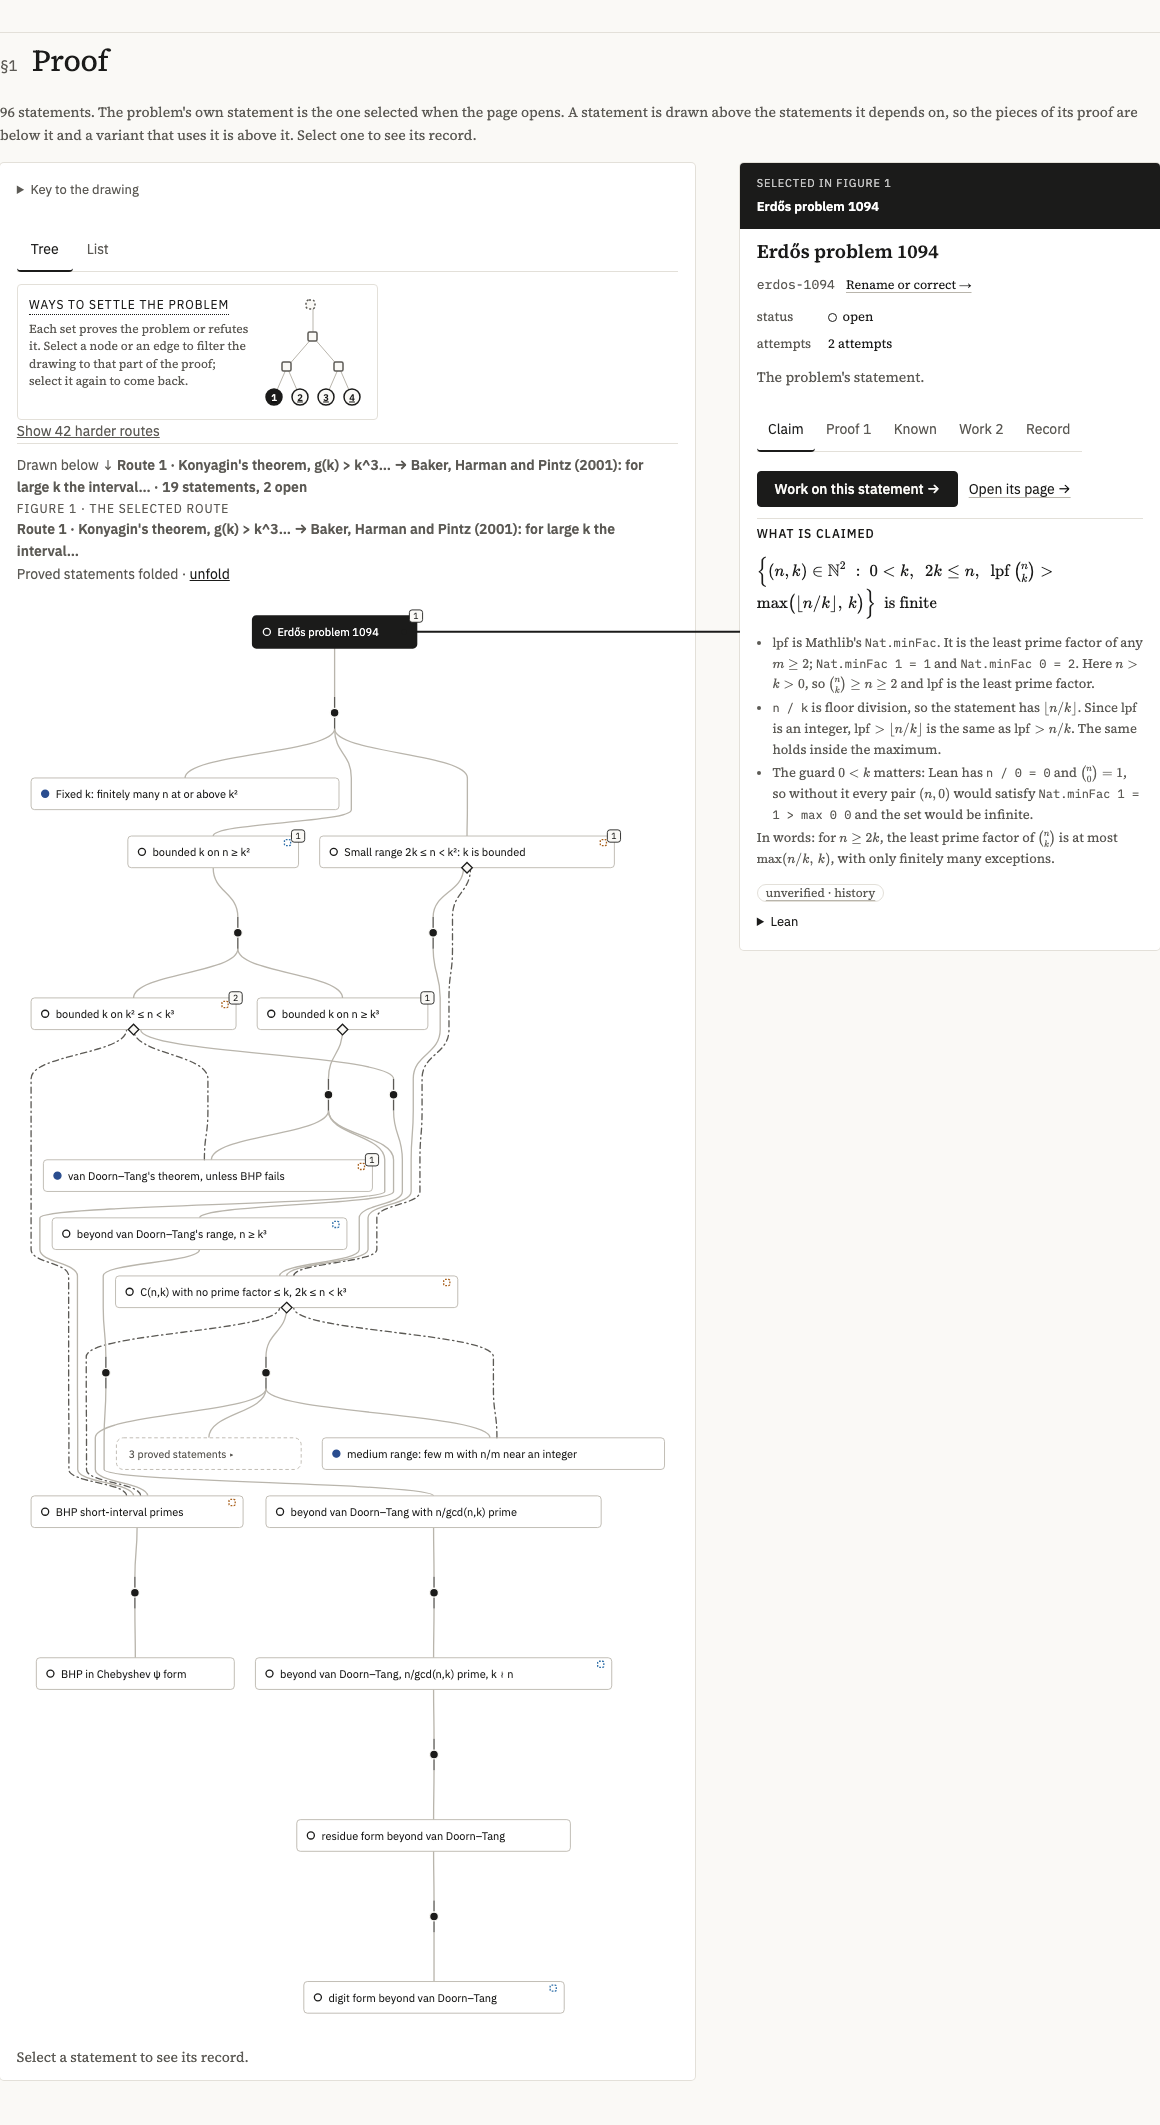 §1 Proof
96 statements. The problem's own statement is the one selected when the page opens. A statement is drawn above the statements it depends on, so the pieces of its proof are
below it and a variant that uses it is above it. Select one to see its record.
▶ Key to the drawing
Tree List
WAYS TO SETTLE THE PROBLEM
Each set proves the problem or refutes
it. Select a node or an edge to filter the
drawing to that part of the proof;
select it again to come back.
1 2 3 4
Show 42 harder routes
Drawn below ↓ Route 1 · Konyagin's theorem, g(k) > k^3... → Baker, Harman and Pintz (2001): for
large k the interval... · 19 statements, 2 open
FIGURE 1 · THE SELECTED ROUTE
Route 1 · Konyagin's theorem, g(k) > k^3... → Baker, Harman and Pintz (2001): for large k the
interval...
Proved statements folded · unfold
1
Erdős problem 1094
Fixed k: finitely many n at or above k²
1
bounded k on n ≥ k²
1
Small range 2k ≤ n < k²: k is bounded
2
bounded k on k² ≤ n < k³
1
bounded k on n ≥ k³
1
van Doorn–Tang's theorem, unless BHP fails
beyond van Doorn–Tang's range, n ≥ k³
C(n,k) with no prime factor ≤ k, 2k ≤ n < k³
3 proved statements ▸
medium range: few m with n/m near an integer
BHP short-interval primes
beyond van Doorn–Tang with n/gcd(n,k) prime
BHP in Chebyshev ψ form
beyond van Doorn–Tang, n/gcd(n,k) prime, k ∤ n
residue form beyond van Doorn–Tang
digit form beyond van Doorn–Tang
Select a statement to see its record.
SELECTED IN FIGURE 1
Erdős problem 1094
Erdős problem 1094
erdos-1094 Rename or correct →
status open
attempts 2 attempts
The problem's statement.
Claim Proof 1 Known Work 2 Record
Work on this statement → Open its page →
WHAT IS CLAIMED
{(n, k) ∈ ℕ² : 0 < k, 2k ≤ n, lpf (n k) >
max(⌊n/k⌋, k)} is finite
• lpf is Mathlib's Nat.minFac. It is the least prime factor of any
m ≥ 2; Nat.minFac 1 = 1 and Nat.minFac 0 = 2. Here n >
k > 0, so (n k) ≥ n ≥ 2 and lpf is the least prime factor.
• n / k is floor division, so the statement has ⌊n/k⌋. Since lpf
is an integer, lpf > ⌊n/k⌋ is the same as lpf > n/k. The same
holds inside the maximum.
• The guard 0 < k matters: Lean has n / 0 = 0 and (n 0) = 1,
so without it every pair (n, 0) would satisfy Nat.minFac 1 =
1 > max 0 0 and the set would be infinite.
In words: for n ≥ 2k, the least prime factor of (n k) is at most
max(n/k, k), with only finitely many exceptions.
unverified · history
▶ Lean